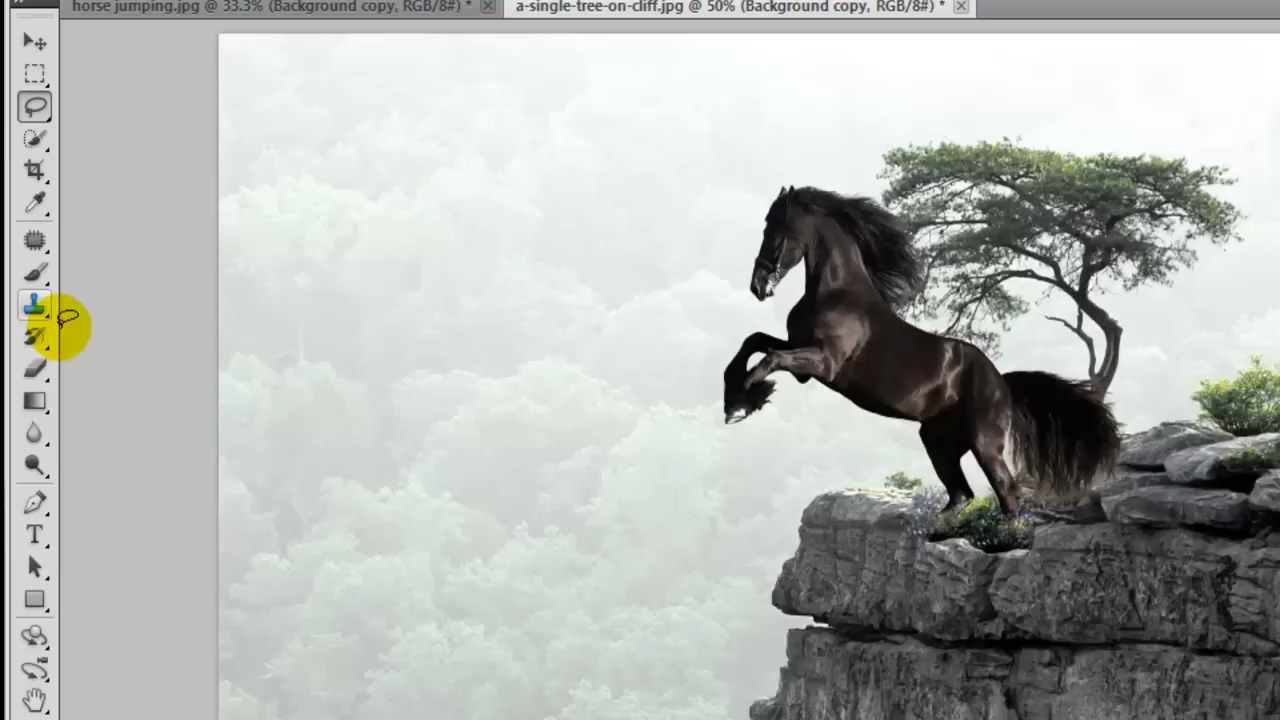 horse jumping.jpg @ 33.3% (Background copy, RGB/8#) *
a-single-tree-on-cliff.jpg @ 50% (Background copy, RGB/8#) *